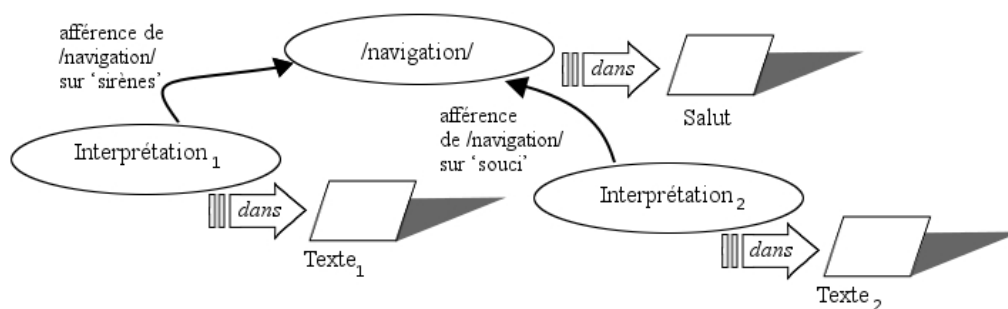 afférence de
/navigation/
sur ‘sirènes’
/navigation/
dans
Salut
afférence
de /navigation/
sur ‘souci’
Interprétation1
dans
Texte1
Interprétation2
dans
Texte2